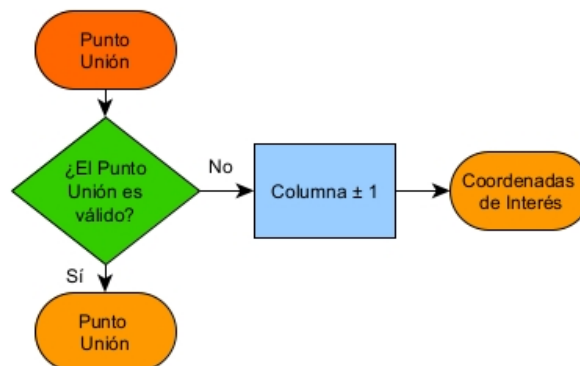 Punto
Unión
¿El Punto
Unión es
válido?
No
Columna ± 1
Coordenadas
de Interés
Sí
Punto
Unión